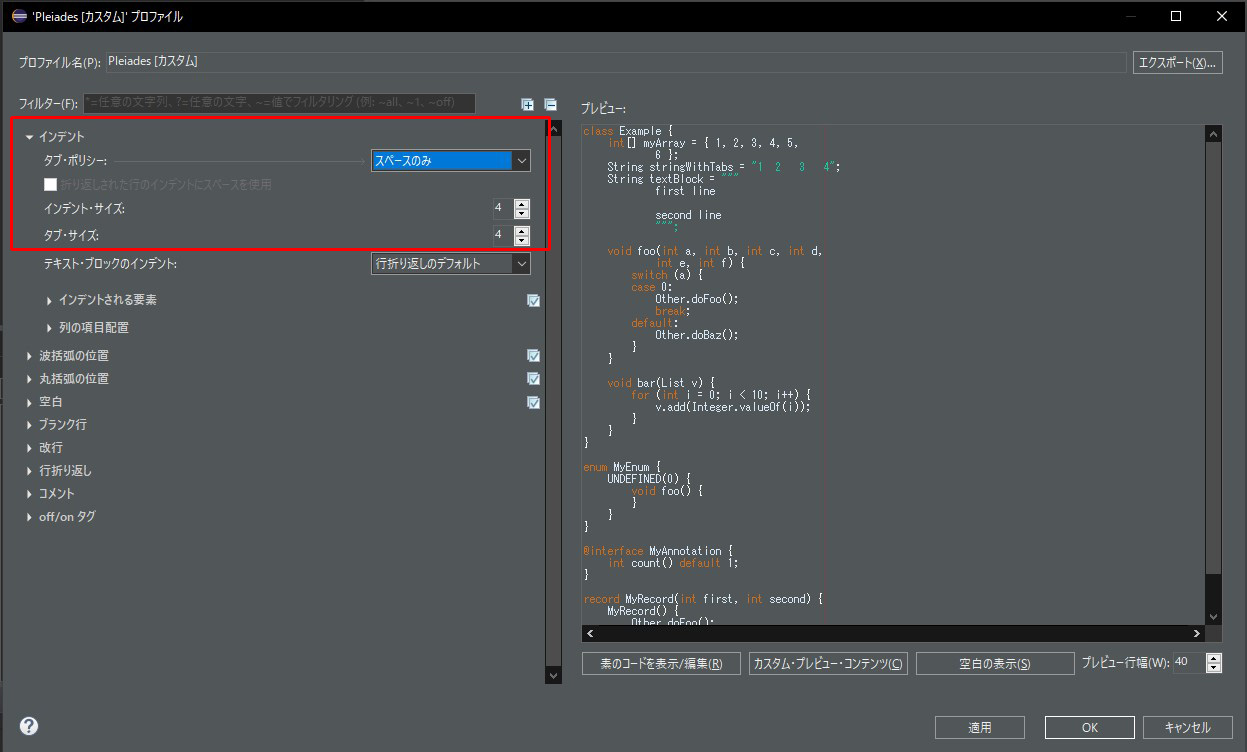 'Pleiades [カスタム]' プロファイル
プロファイル名(P): Pleiades [カスタム] エクスポート(X)...
フィルター(F): *=任意の文字列、?=任意の文字、~=値でフィルタリング (例: ~all、~1、~off)
インデント
タブ・ポリシー: スペースのみ
折り返しされた行のインデントにスペースを使用
インデント・サイズ: 4
タブ・サイズ: 4
テキスト・ブロックのインデント: 行折り返しのデフォルト
インデントされる要素
列の項目配置
波括弧の位置
丸括弧の位置
空白
ブランク行
改行
行折り返し
コメント
off/on タグ
プレビュー:
class Example {
    int[] myArray = { 1, 2, 3, 4, 5,
            6 };
    String stringWithTabs = "1  2   3   4";
    String textBlock = """
            first line

            second line
            """;

    void foo(int a, int b, int c, int d,
            int e, int f) {
        switch (a) {
        case 0:
            Other.doFoo();
            break;
        default:
            Other.doBaz();
        }
    }

    void bar(List v) {
        for (int i = 0; i < 10; i++) {
            v.add(Integer.valueOf(i));
        }
    }
}

enum MyEnum {
    UNDEFINED(0) {
        void foo() {
        }
    }
}

@interface MyAnnotation {
    int count() default 1;
}

record MyRecord(int first, int second) {
    MyRecord() {
        Other.doFoo();
素のコードを表示/編集(R) カスタム・プレビュー・コンテンツ(C) 空白の表示(S) プレビュー行幅(W): 40
適用 OK キャンセル